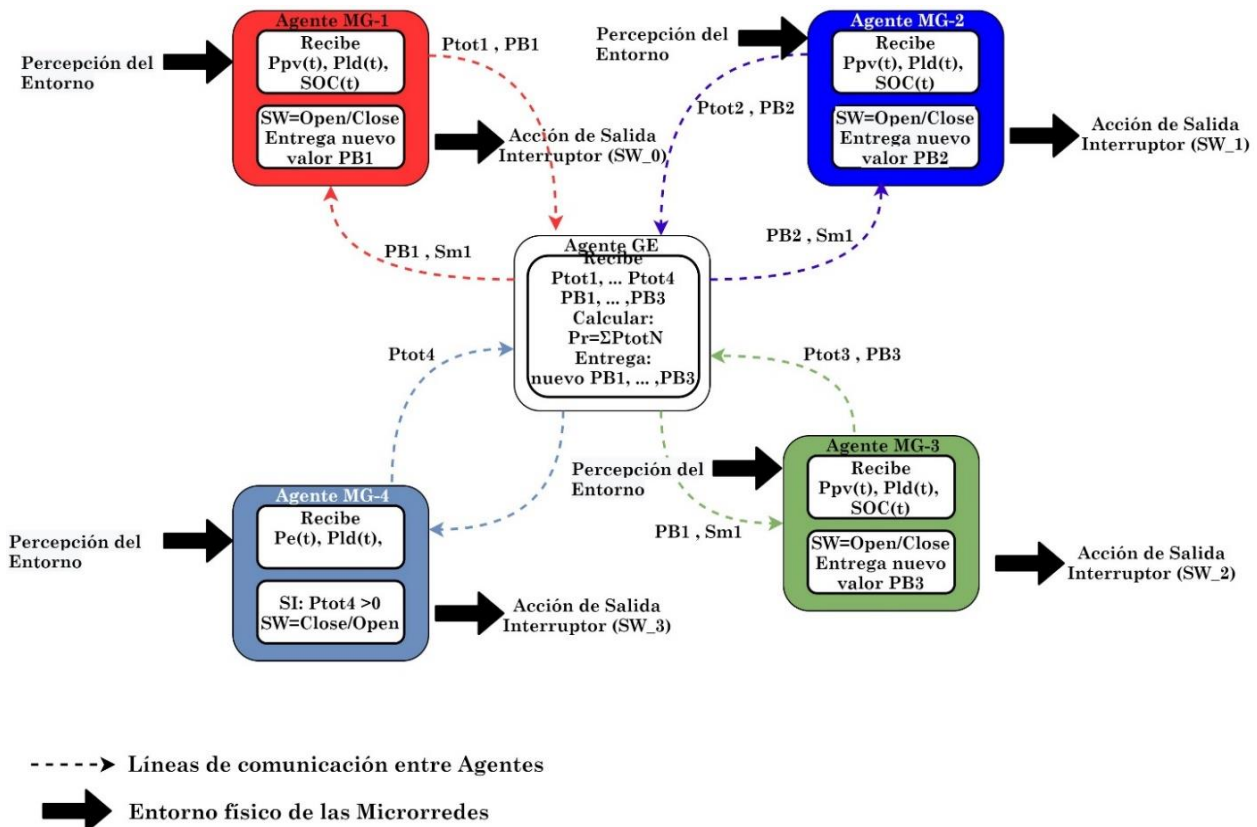 Agente MG-1
Recibe
Ppv(t), Pld(t),
SOC(t)
SW=Open/Close
Entrega nuevo
valor PB1
Percepción del
Entorno
Ptot1 , PB1
Acción de Salida
Interruptor (SW_0)
PB1 , Sm1
Agente MG-2
Recibe
Ppv(t), Pld(t),
SOC(t)
SW=Open/Close
Entrega nuevo
valor PB2
Percepción del
Entorno
Ptot2 , PB2
Acción de Salida
Interruptor (SW_1)
PB2 , Sm1
Agente GE
Recibe
Ptot1, ... Ptot4
PB1, ... ,PB3
Calcular:
Pr=ΣPtotN
Entrega:
nuevo PB1, ... ,PB3
Ptot4
Ptot3 , PB3
Agente MG-4
Recibe
Pe(t), Pld(t),
SI: Ptot4 >0
SW=Close/Open
Percepción del
Entorno
Acción de Salida
Interruptor (SW_3)
Agente MG-3
Recibe
Ppv(t), Pld(t),
SOC(t)
SW=Open/Close
Entrega nuevo
valor PB3
Percepción del
Entorno
PB1 , Sm1
Acción de Salida
Interruptor (SW_2)
Líneas de comunicación entre Agentes
Entorno físico de las Microrredes